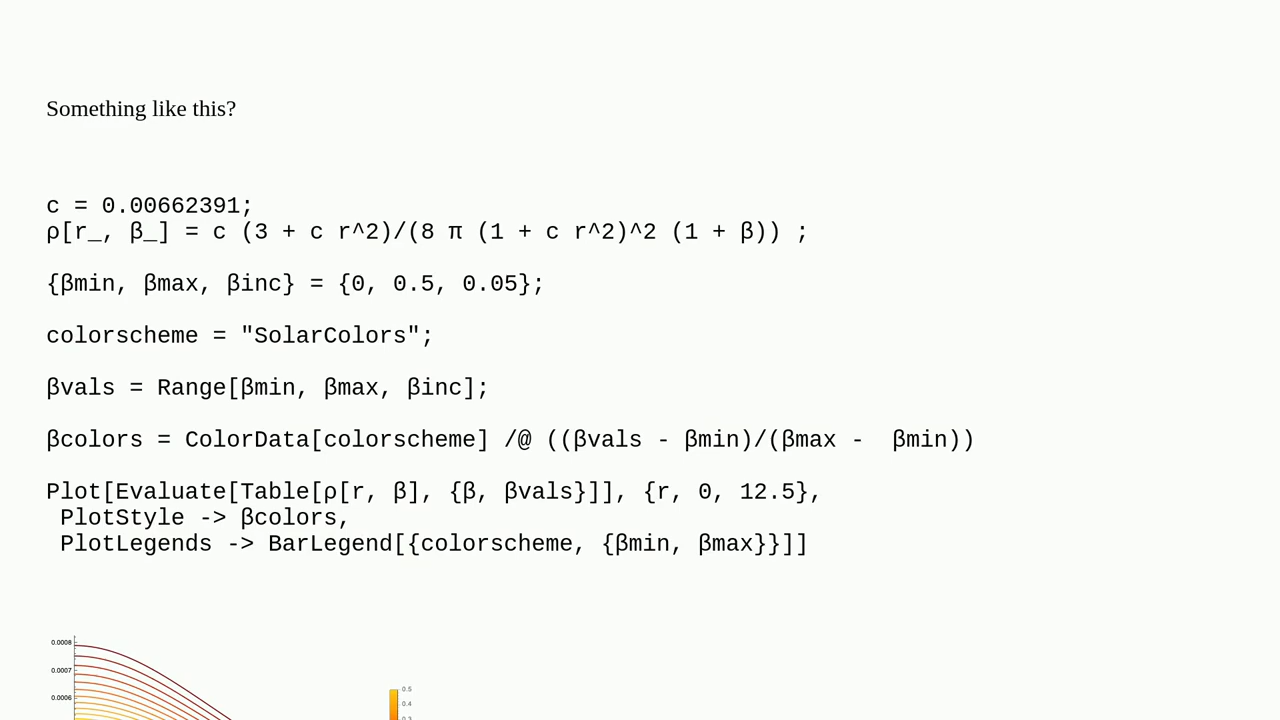 Something like this?
c = 0.00662391;
ρ[r_, β_] = c (3 + c r^2)/(8 π (1 + c r^2)^2 (1 + β)) ;
{βmin, βmax, βinc} = {0, 0.5, 0.05};
colorscheme = "SolarColors";
βvals = Range[βmin, βmax, βinc];
βcolors = ColorData[colorscheme] /@ ((βvals - βmin)/(βmax -  βmin))
Plot[Evaluate[Table[ρ[r, β], {β, βvals}]], {r, 0, 12.5},
 PlotStyle -> βcolors,
 PlotLegends -> BarLegend[{colorscheme, {βmin, βmax}}]]
0.0008
0.0007
0.0006
0.5
0.4
0.3